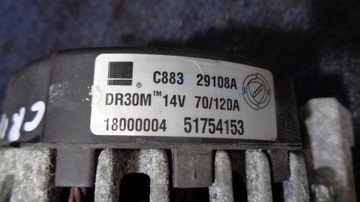 C883 29108A
DR30M™ 14V 70/120A
18000004 51754153